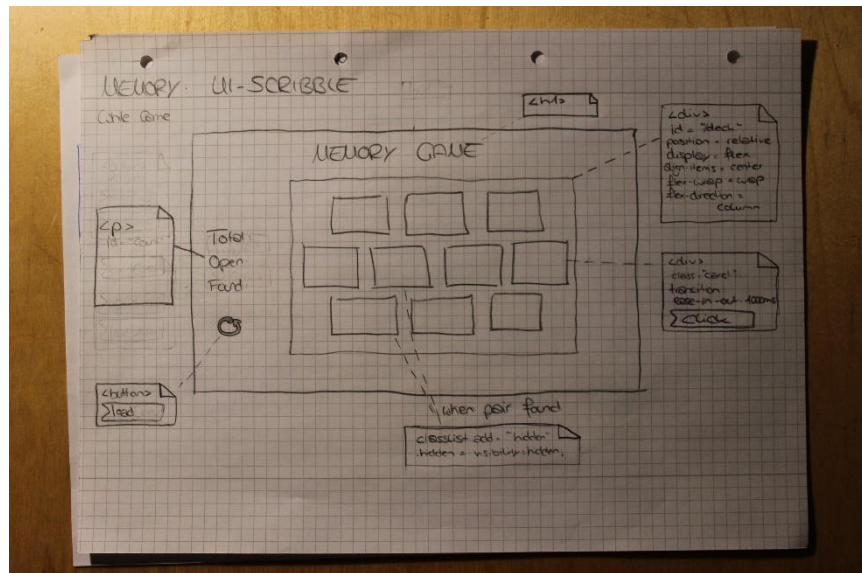 MEMORY UI-SCRIBBLE
Game
<h1>
MEMORY GAME
<div>
id = "deck"
position = relative
display = flex
align-items = center
flex-wrap = wrap
flex-direction =
column
<p>
Total
Open
Found
<div>
class = "card"
transition
ease-in-out 1000ms
click
<button>
load
when pair found
classList add = "hidden"
.hidden = visibility: hidden;